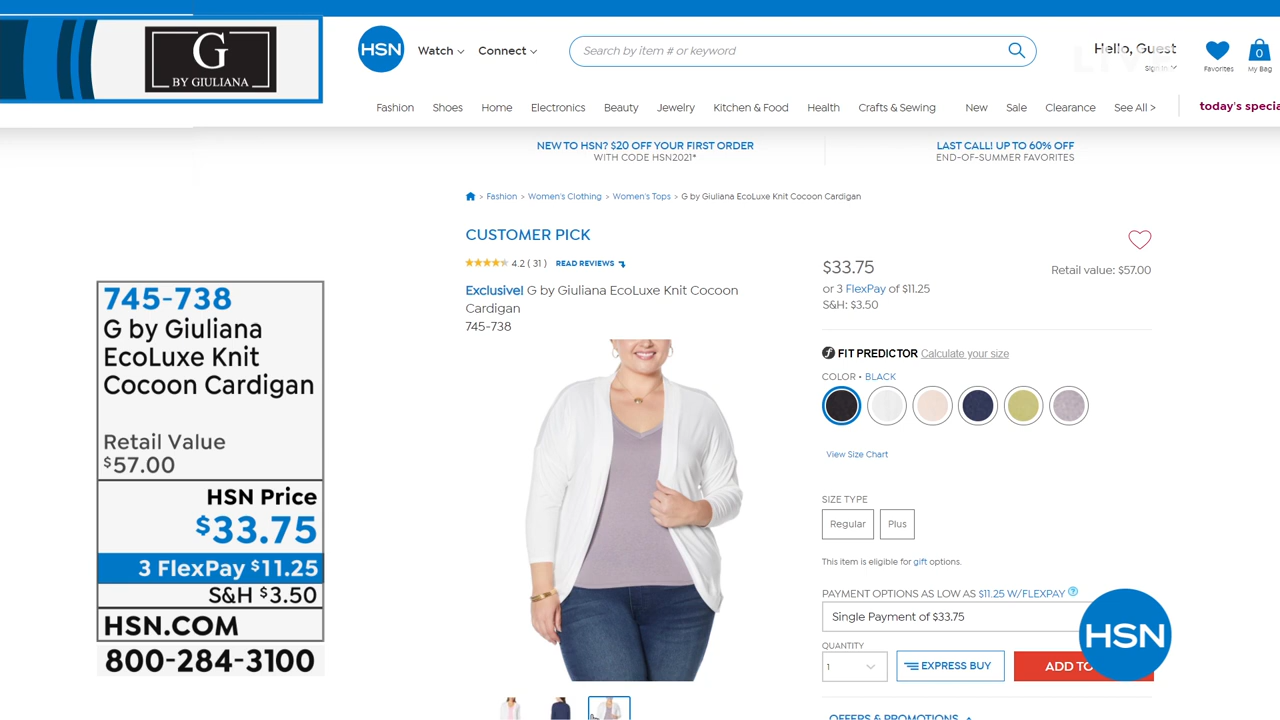 G
BY GIULIANA
HSN
Watch
Connect
Search by item # or keyword
LIVE
Hello, Guest
Sign In
Favorites
0
My Bag
Fashion
Shoes
Home
Electronics
Beauty
Jewelry
Kitchen & Food
Health
Crafts & Sewing
New
Sale
Clearance
See All >
today's specia
NEW TO HSN? $20 OFF YOUR FIRST ORDER
WITH CODE HSN2021*
LAST CALL! UP TO 60% OFF
END-OF-SUMMER FAVORITES
> Fashion > Women's Clothing > Women's Tops > G by Giuliana EcoLuxe Knit Cocoon Cardigan
CUSTOMER PICK
4.2 ( 31 ) READ REVIEWS
Exclusive! G by Giuliana EcoLuxe Knit Cocoon
Cardigan
745-738
$33.75
Retail value: $57.00
or 3 FlexPay of $11.25
S&H: $3.50
FIT PREDICTOR Calculate your size
COLOR • BLACK
View Size Chart
SIZE TYPE
Regular
Plus
This item is eligible for gift options.
PAYMENT OPTIONS AS LOW AS $11.25 W/FLEXPAY ?
Single Payment of $33.75
QUANTITY
1
EXPRESS BUY
ADD TO
HSN
OFFERS & PROMOTIONS
745-738
G by Giuliana
EcoLuxe Knit
Cocoon Cardigan
Retail Value
$57.00
HSN Price
$33.75
3 FlexPay $11.25
S&H $3.50
HSN.COM
800-284-3100